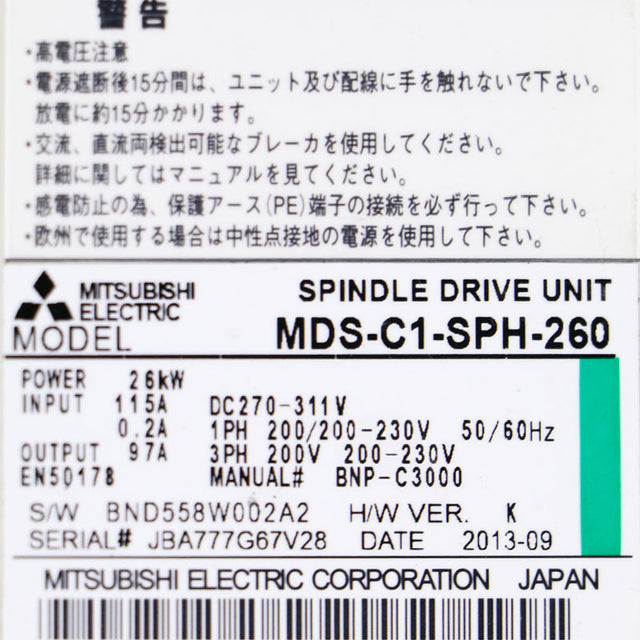 警告
・高電圧注意
・電源遮断後15分間は、ユニット及び配線に手を触れないで下さい。
放電に約15分かかります。
・交流、直流両検出可能なブレーカを使用してください。
詳細に関してはマニュアルを見てください。
・感電防止の為、保護アース(PE)端子の接続を必ず行って下さい。
・欧州で使用する場合は中性点接地の電源を使用して下さい。
MITSUBISHI ELECTRIC SPINDLE DRIVE UNIT
MODEL MDS-C1-SPH-260
POWER 26kW
INPUT 115A DC270-311V
0.2A 1PH 200/200-230V 50/60Hz
OUTPUT 97A 3PH 200V 200-230V
EN50178 MANUAL# BNP-C3000
S/W BND558W002A2 H/W VER. K
SERIAL# JBA777G67V28 DATE 2013-09
MITSUBISHI ELECTRIC CORPORATION JAPAN